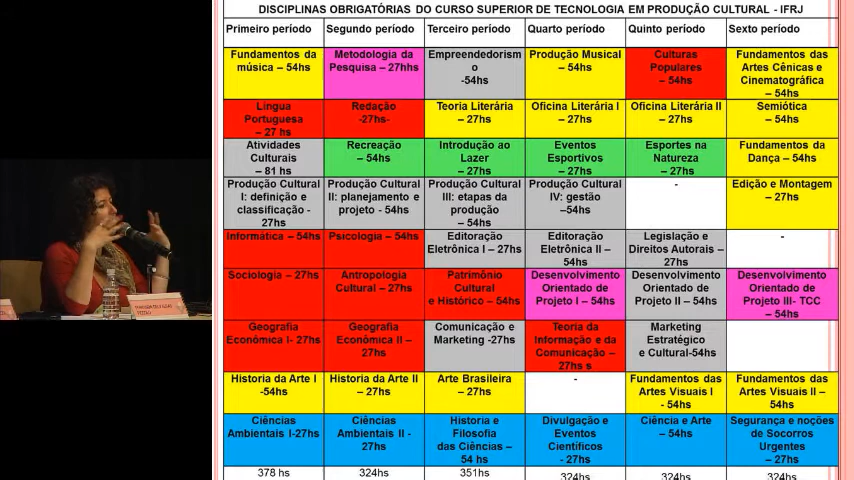 DISCIPLINAS OBRIGATÓRIAS DO CURSO SUPERIOR DE TECNOLOGIA EM PRODUÇÃO CULTURAL - IFRJ
Primeiro período Segundo período Terceiro período Quarto período Quinto período Sexto período
Fundamentos da
música – 54hs
Metodologia da
Pesquisa – 27hhs
Empreendedorism
o
-54hs
Produção Musical
– 54hs
Culturas
Populares
– 54hs
Fundamentos das
Artes Cênicas e
Cinematográfica
– 54hs
Língua
Portuguesa
– 27 hs
Redação
-27hs-
Teoria Literária
– 27hs
Oficina Literária I
– 27hs
Oficina Literária II
– 27hs
Semiótica
– 54hs
Atividades
Culturais
– 81 hs
Recreação
– 54hs
Introdução ao
Lazer
– 27hs
Eventos
Esportivos
– 27hs
Esportes na
Natureza
– 27hs
Fundamentos da
Dança – 54hs
Produção Cultural
I: definição e
classificação -
27hs
Produção Cultural
II: planejamento e
projeto - 54hs
Produção Cultural
III: etapas da
produção
– 54hs
Produção Cultural
IV: gestão
–54hs
-
Edição e Montagem
– 27hs
Informática – 54hs
Psicologia – 54hs
Editoração
Eletrônica I – 27hs
Editoração
Eletrônica II –
54hs
Legislação e
Direitos Autorais –
27hs
-
Sociologia – 27hs
Antropologia
Cultural – 27hs
Patrimônio
Cultural
e Histórico – 54hs
Desenvolvimento
Orientado de
Projeto I – 54hs
Desenvolvimento
Orientado de
Projeto II – 54hs
Desenvolvimento
Orientado de
Projeto III- TCC
– 54hs
Geografia
Econômica I- 27hs
Geografia
Econômica II –
27hs
Comunicação e
Marketing -27hs
Teoria da
Informação e da
Comunicação –
27hs s
Marketing
Estratégico
e Cultural-54hs
Historia da Arte I
-54hs
Historia da Arte II
– 27hs
Arte Brasileira
– 27hs
-
Fundamentos das
Artes Visuais I
- 54hs
Fundamentos das
Artes Visuais II –
54hs
Ciências
Ambientais I-27hs
Ciências
Ambientais II -
27hs
Historia e
Filosofia
das Ciências –
54 hs
Divulgação e
Eventos
Científicos
- 27hs
Ciência e Arte
– 54hs
Segurança e noções
de Socorros
Urgentes
– 27hs
378 hs 324hs 351hs 324hs 324hs 324hs